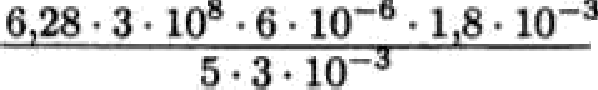 6,28 · 3 · 10⁸ · 6 · 10⁻⁶ · 1,8 · 10⁻³
5 · 3 · 10⁻³